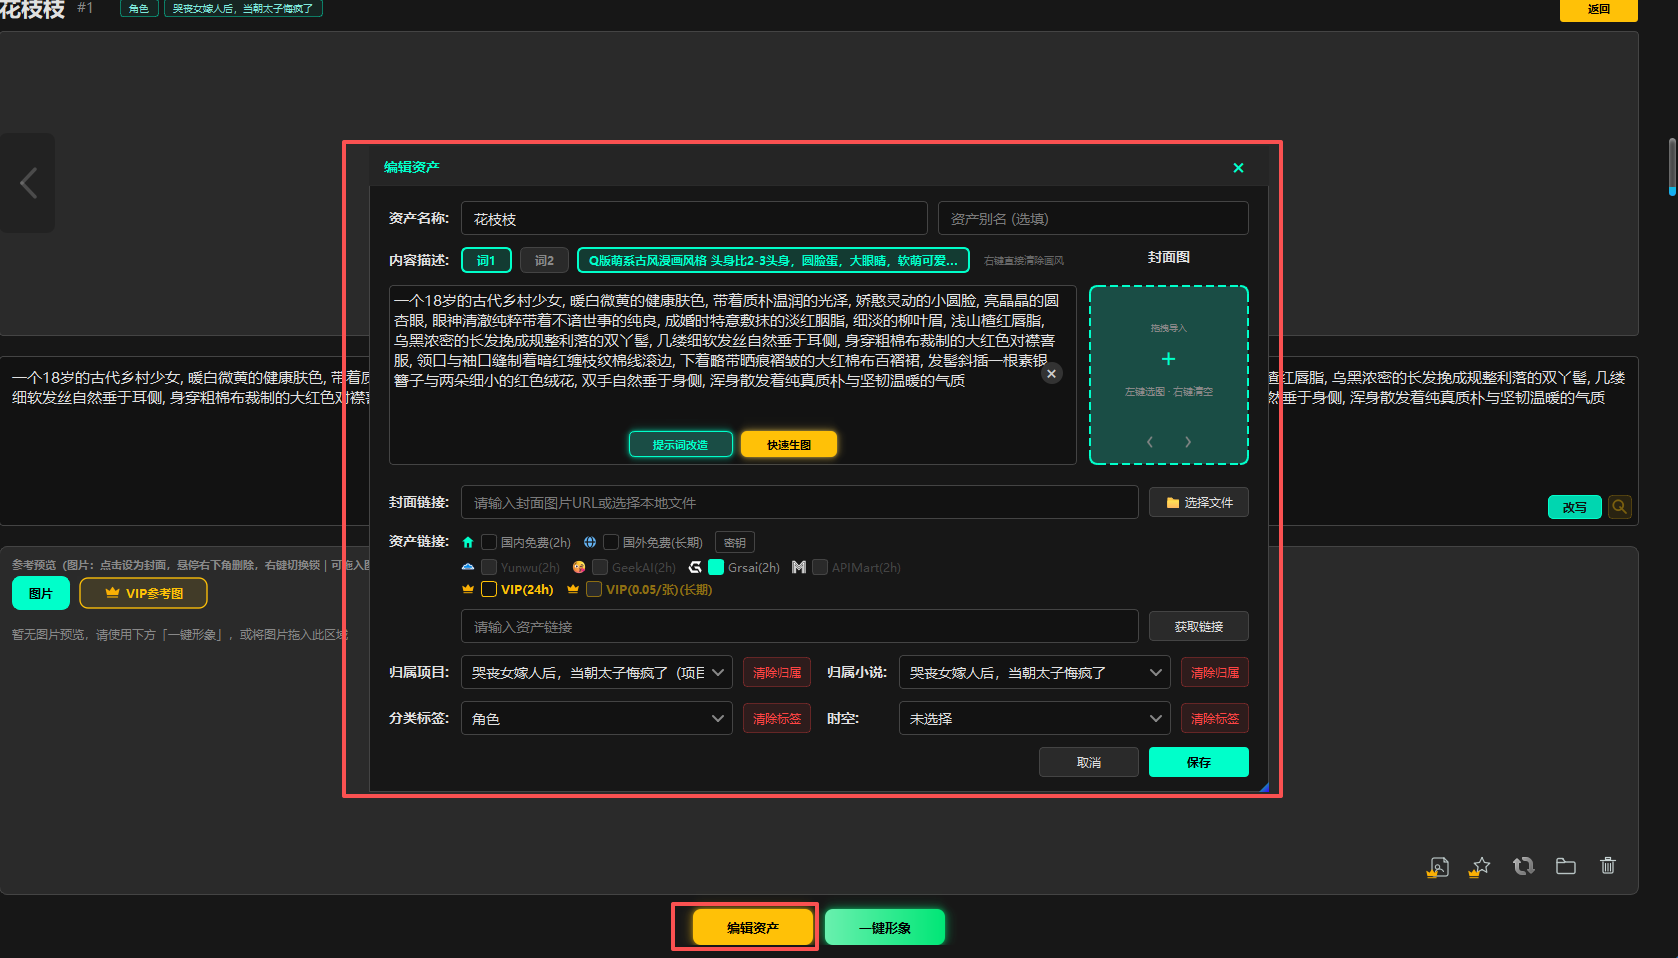 花枝枝 #1 角色 哭丧女嫁人后，当朝太子悔疯了 返回
编辑资产
资产名称: 花枝枝 资产别名 (选填)
内容描述: 词1 词2 Q版萌系古风漫画风格 头身比2-3头身，圆脸蛋，大眼睛，软萌可爱... 右键直接清除画风 封面图
一个18岁的古代乡村少女, 暖白微黄的健康肤色, 带着质朴温润的光泽, 娇憨灵动的小圆脸, 亮晶晶的圆
杏眼, 眼神清澈纯粹带着不谙世事的纯良, 成婚时特意敷抹的淡红胭脂, 细淡的柳叶眉, 浅山楂红唇脂,
乌黑浓密的长发挽成规整利落的双丫髻, 几缕细软发丝自然垂于耳侧, 身穿粗棉布裁制的大红色对襟喜
服, 领口与袖口缝制着暗红缠枝纹棉线滚边, 下着略带晒痕褶皱的大红棉布百褶裙, 发髻斜插一根素银
簪子与两朵细小的红色绒花, 双手自然垂于身侧, 浑身散发着纯真质朴与坚韧温暖的气质
提示词改造 快速生图
拖拽导入
+
左键选图 · 右键清空
一个18岁的古代乡村少女, 暖白微黄的健康肤色, 带着质
细软发丝自然垂于耳侧, 身穿粗棉布裁制的大红色对襟喜
楂红唇脂, 乌黑浓密的长发挽成规整利落的双丫髻, 几缕
然垂于身侧, 浑身散发着纯真质朴与坚韧温暖的气质
改写
封面链接: 请输入封面图片URL或选择本地文件 选择文件
资产链接: 国内免费(2h) 国外免费(长期) 密钥
Yunwu(2h) GeekAI(2h) Grsai(2h) APIMart(2h)
VIP(24h) VIP(0.05/张)(长期)
请输入资产链接 获取链接
归属项目: 哭丧女嫁人后，当朝太子悔疯了（项目 清除归属 归属小说: 哭丧女嫁人后，当朝太子悔疯了 清除归属
分类标签: 角色 清除标签 时空: 未选择 清除标签
取消 保存
参考预览（图片：点击设为封面，悬停右下角删除，右键切换锁 | 可拖入图
图片 VIP参考图
暂无图片预览，请使用下方「一键形象」，或将图片拖入此区域
编辑资产 一键形象